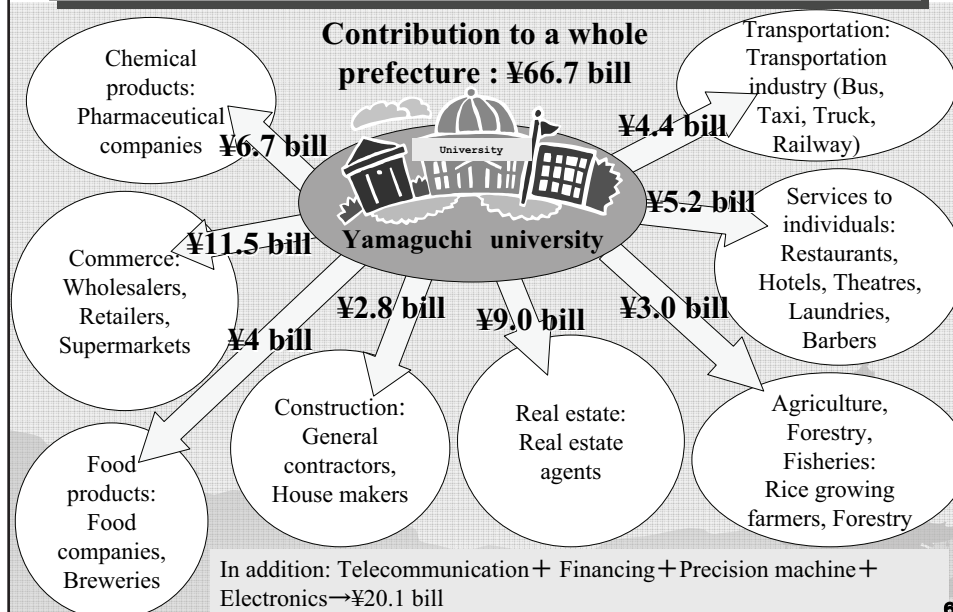 Contribution to a whole
prefecture : ¥66.7 bill
Chemical
products:
Pharmaceutical
companies
¥6.7 bill
Transportation:
Transportation
industry (Bus,
Taxi, Truck,
Railway)
¥4.4 bill
University
Yamaguchi university
Commerce:
Wholesalers,
Retailers,
Supermarkets
¥11.5 bill
Services to
individuals:
Restaurants,
Hotels, Theatres,
Laundries,
Barbers
¥5.2 bill
Food
products:
Food
companies,
Breweries
¥4 bill
Construction:
General
contractors,
House makers
¥2.8 bill
Real estate:
Real estate
agents
¥9.0 bill
Agriculture,
Forestry,
Fisheries:
Rice growing
farmers, Forestry
¥3.0 bill
In addition: Telecommunication＋ Financing＋Precision machine＋
Electronics→¥20.1 bill
6